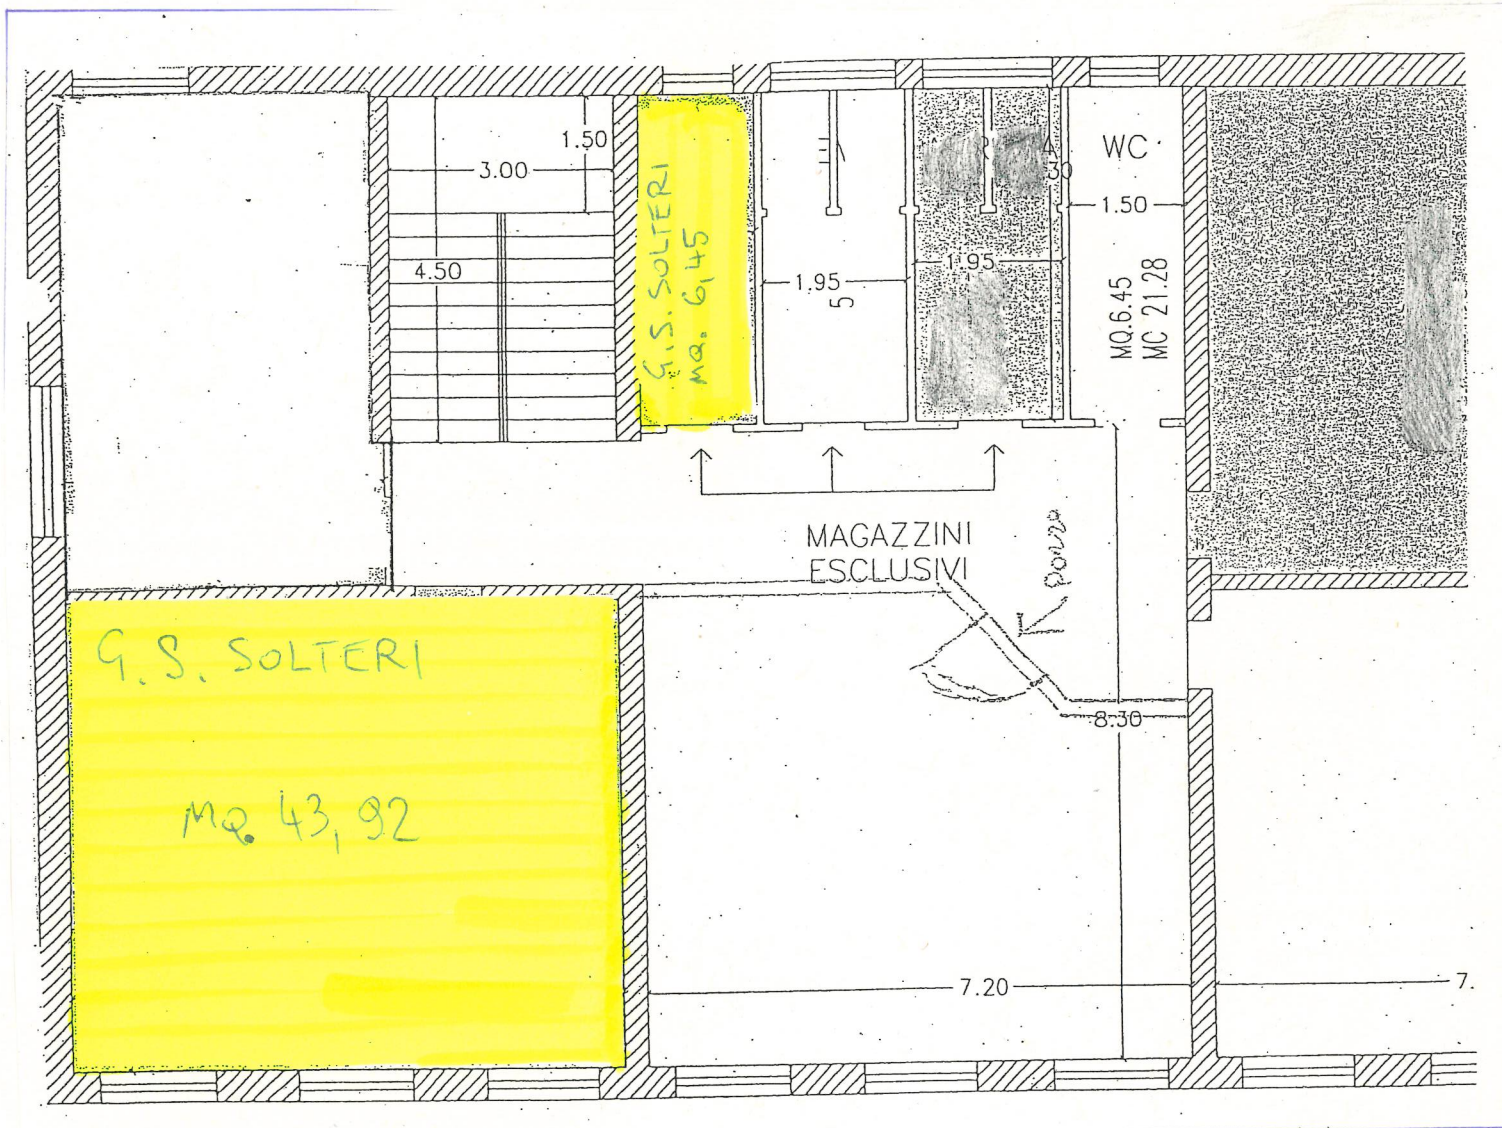 1.50
3.00
4.50
G.S. SOLTERI
MQ. 6,45
1.95
5
1.95
30
WC
1.50
MQ.6.45
MC 21.28
MAGAZZINI
ESCLUSIVI
G. S. SOLTERI
MQ. 43,92
8.30
7.20
7.